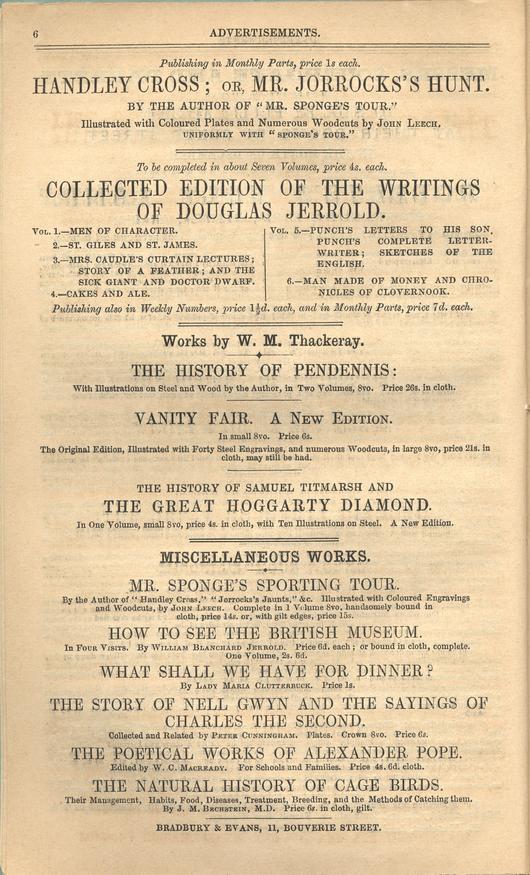 6
ADVERTISEMENTS.
Publishing in Monthly Parts, price 1s each.
HANDLEY CROSS; OR, MR. JORROCKS'S HUNT.
BY THE AUTHOR OF "MR. SPONGE'S TOUR."
Illustrated with Coloured Plates and Numerous Woodcuts by JOHN LEECH,
UNIFORMLY WITH "SPONGE'S TOUR."
To be completed in about Seven Volumes, price 4s. each.
COLLECTED EDITION OF THE WRITINGS
OF DOUGLAS JERROLD.
VOL. 1.—MEN OF CHARACTER.
2.—ST. GILES AND ST. JAMES.
3.—MRS. CAUDLE'S CURTAIN LECTURES;
STORY OF A FEATHER; AND THE
SICK GIANT AND DOCTOR DWARF.
4.—CAKES AND ALE.
VOL. 5.—PUNCH'S LETTERS TO HIS SON,
PUNCH'S COMPLETE LETTER-
WRITER; SKETCHES OF THE
ENGLISH.
6.—MAN MADE OF MONEY AND CHRO-
NICLES OF CLOVERNOOK.
Publishing also in Weekly Numbers, price 1½d. each, and in Monthly Parts, price 7d. each.
Works by W. M. Thackeray.
THE HISTORY OF PENDENNIS:
With Illustrations on Steel and Wood by the Author, in Two Volumes, 8vo. Price 26s. in cloth.
VANITY FAIR. A NEW EDITION.
In small 8vo. Price 6s.
The Original Edition, Illustrated with Forty Steel Engravings, and numerous Woodcuts, in large 8vo, price 21s. in
cloth, may still be had.
THE HISTORY OF SAMUEL TITMARSH AND
THE GREAT HOGGARTY DIAMOND.
In One Volume, small 8vo, price 4s. in cloth, with Ten Illustrations on Steel. A New Edition.
MISCELLANEOUS WORKS.
MR. SPONGE'S SPORTING TOUR.
By the Author of "Handley Cross," "Jorrocks's Jaunts," &c. Illustrated with Coloured Engravings
and Woodcuts, by JOHN LEECH. Complete in 1 Volume 8vo. handsomely bound in
cloth, price 14s. or, with gilt edges, price 15s.
HOW TO SEE THE BRITISH MUSEUM.
IN FOUR VISITS. By WILLIAM BLANCHARD JERROLD. Price 6d. each; or bound in cloth, complete.
One Volume, 2s. 6d.
WHAT SHALL WE HAVE FOR DINNER?
By LADY MARIA CLUTTERBUCK. Price 1s.
THE STORY OF NELL GWYN AND THE SAYINGS OF
CHARLES THE SECOND.
Collected and Related by PETER CUNNINGHAM. Plates. Crown 8vo. Price 6s.
THE POETICAL WORKS OF ALEXANDER POPE.
Edited by W. C. MACREADY. For Schools and Families. Price 4s. 6d. cloth.
THE NATURAL HISTORY OF CAGE BIRDS.
Their Management, Habits, Food, Diseases, Treatment, Breeding, and the Methods of Catching them.
By J. M. BECHSTEIN, M.D. Price 6s. in cloth, gilt.
BRADBURY & EVANS, 11, BOUVERIE STREET.